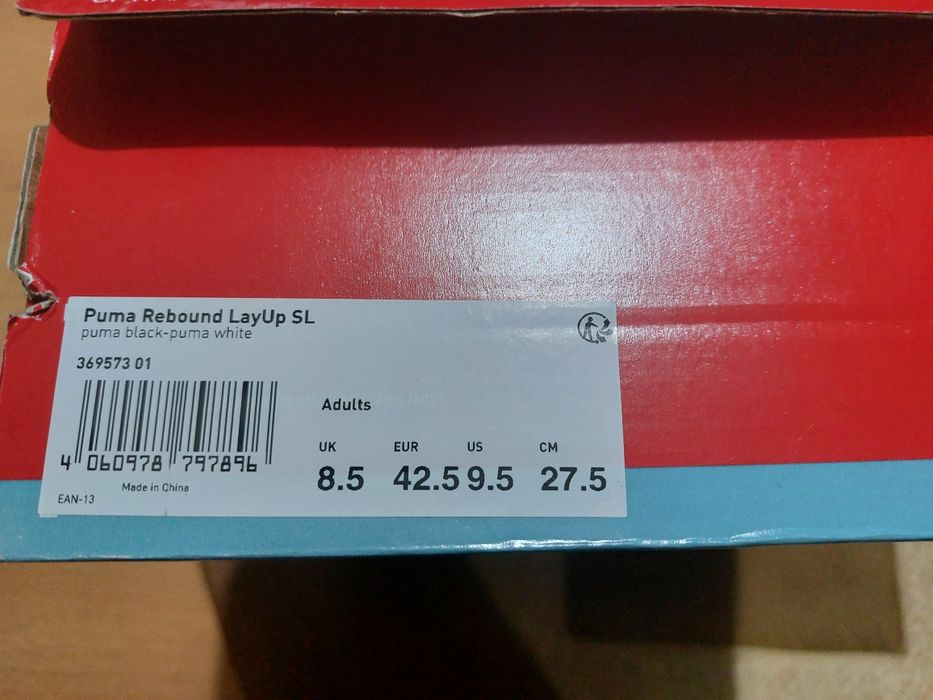 Puma Rebound LayUp SL
puma black-puma white
369573 01
Adults
UK EUR US CM
8.5 42.5 9.5 27.5
4 060978 797896
Made in China
EAN-13